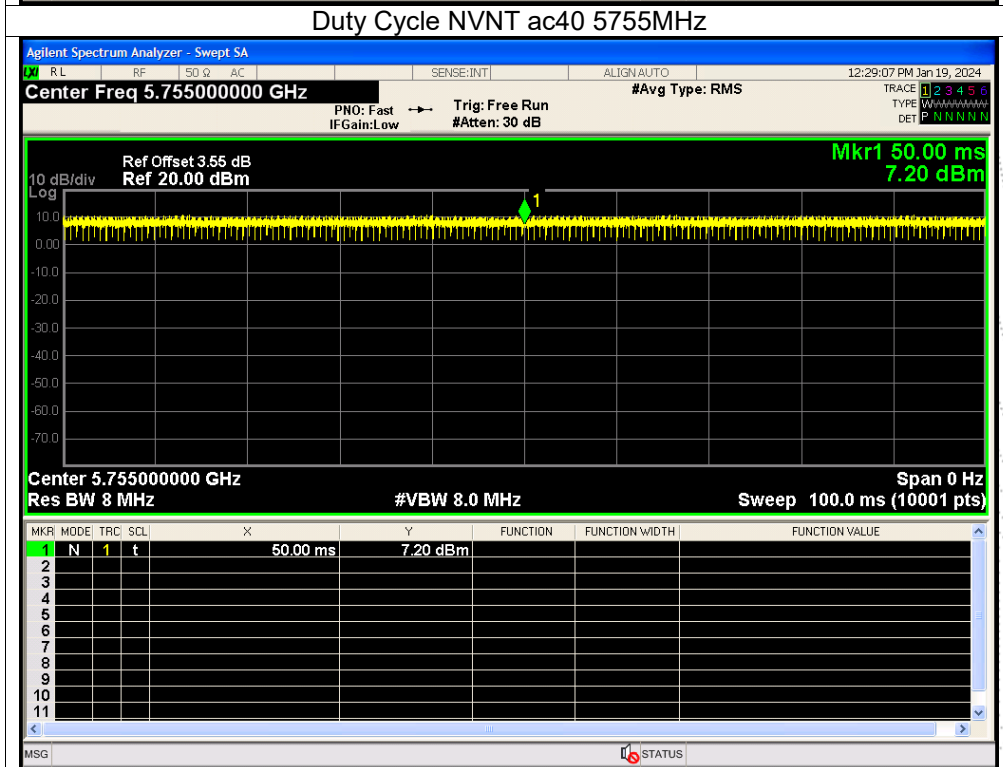 Duty Cycle NVNT ac40 5755MHz
Agilent Spectrum Analyzer - Swept SA
LXI RL RF 50 Ω AC SENSE:INT ALIGN AUTO 12:29:07 PM Jan 19, 2024
Center Freq 5.755000000 GHz #Avg Type: RMS TRACE 1 2 3 4 5 6
PNO: Fast Trig: Free Run TYPE WWWWWW
IFGain:Low #Atten: 30 dB DET P N N N N N
Mkr1 50.00 ms
Ref Offset 3.55 dB
10 dB/div Ref 20.00 dBm 7.20 dBm
Log
1
10.0
0.00
-10.0
-20.0
-30.0
-40.0
-50.0
-60.0
-70.0
Center 5.755000000 GHz Span 0 Hz
Res BW 8 MHz #VBW 8.0 MHz Sweep 100.0 ms (10001 pts)
MKR MODE TRC SCL X Y FUNCTION FUNCTION WIDTH FUNCTION VALUE
1 N 1 t 50.00 ms 7.20 dBm
2
3
4
5
6
7
8
9
10
11
MSG STATUS